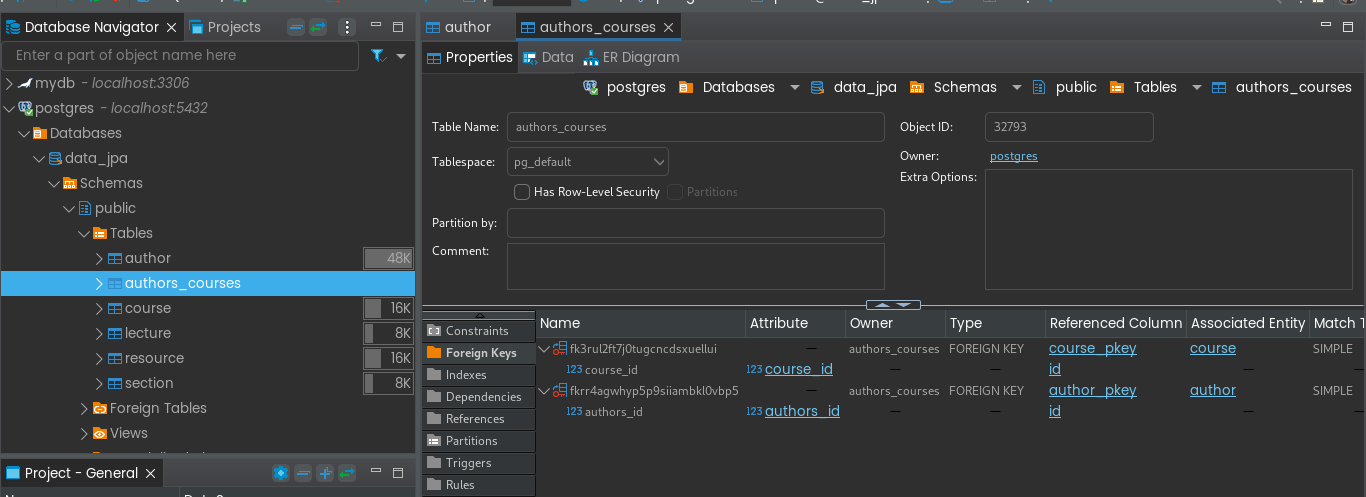 Database Navigator
Projects
Enter a part of object name here
mydb - localhost:3306
postgres - localhost:5432
Databases
data_jpa
Schemas
public
Tables
author 48K
authors_courses
course 16K
lecture 8K
resource 16K
section 8K
Foreign Tables
Views
Project - General
author
authors_courses
Properties
Data
ER Diagram
postgres Databases data_jpa Schemas public Tables authors_courses
Table Name: authors_courses
Object ID: 32793
Tablespace: pg_default
Owner: postgres
Extra Options:
Has Row-Level Security
Partitions
Partition by:
Comment:
Constraints
Foreign Keys
Indexes
Dependencies
References
Partitions
Triggers
Rules
Name Attribute Owner Type Referenced Column Associated Entity Match T
fk3rul2ft7j0tugcncdsxuellui — authors_courses FOREIGN KEY course_pkey course SIMPLE
123 course_id 123 course_id — — id — —
fkrr4agwhyp5p9siiambkl0vbp5 — authors_courses FOREIGN KEY author_pkey author SIMPLE
123 authors_id 123 authors_id — — id — —